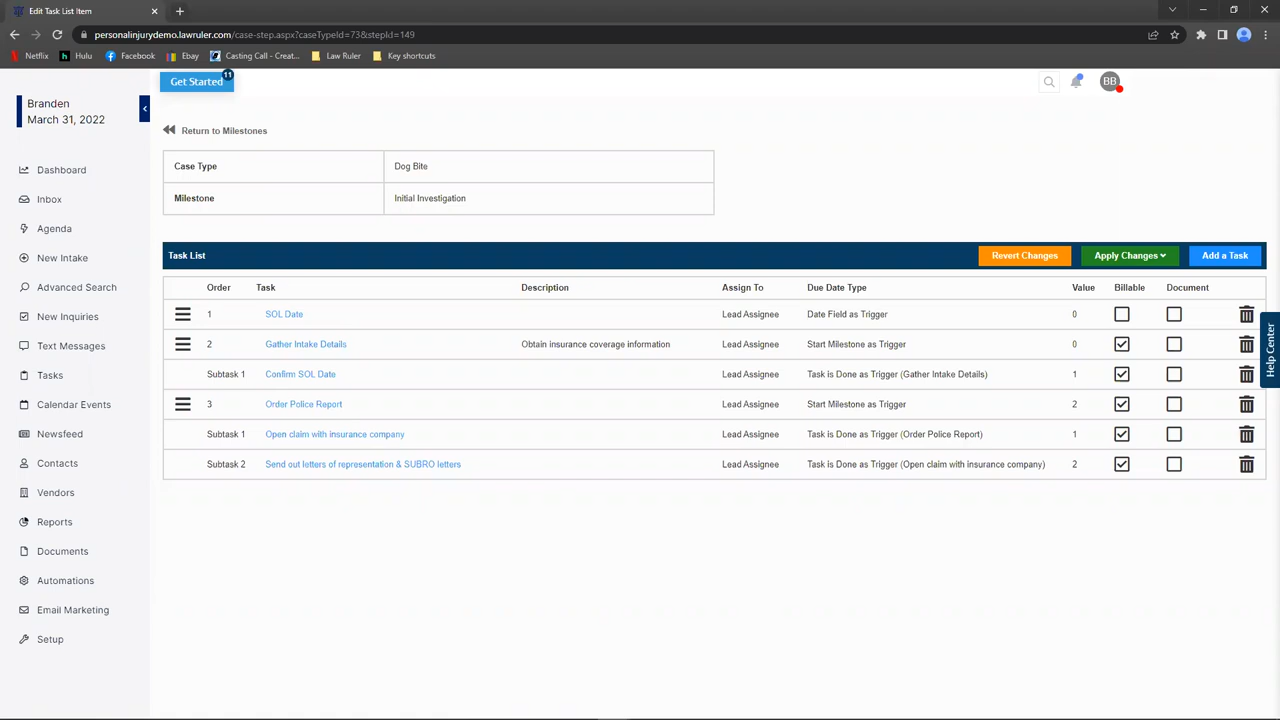 Edit Task List Item
personalinjurydemo.lawruler.com/case-step.aspx?caseTypeId=73&stepId=149
Netflix Hulu Facebook Ebay Casting Call - Creat... Law Ruler Key shortcuts
Get Started 11
BB
Branden
March 31, 2022
Return to Milestones
Case Type Dog Bite
Milestone Initial Investigation
Dashboard
Inbox
Agenda
New Intake
Advanced Search
New Inquiries
Text Messages
Tasks
Calendar Events
Newsfeed
Contacts
Vendors
Reports
Documents
Automations
Email Marketing
Setup
Task List Revert Changes Apply Changes Add a Task
Order Task Description Assign To Due Date Type Value Billable Document
1 SOL Date Lead Assignee Date Field as Trigger 0
2 Gather Intake Details Obtain insurance coverage information Lead Assignee Start Milestone as Trigger 0
Subtask 1 Confirm SOL Date Lead Assignee Task is Done as Trigger (Gather Intake Details) 1
3 Order Police Report Lead Assignee Start Milestone as Trigger 2
Subtask 1 Open claim with insurance company Lead Assignee Task is Done as Trigger (Order Police Report) 1
Subtask 2 Send out letters of representation & SUBRO letters Lead Assignee Task is Done as Trigger (Open claim with insurance company) 2
Help Center